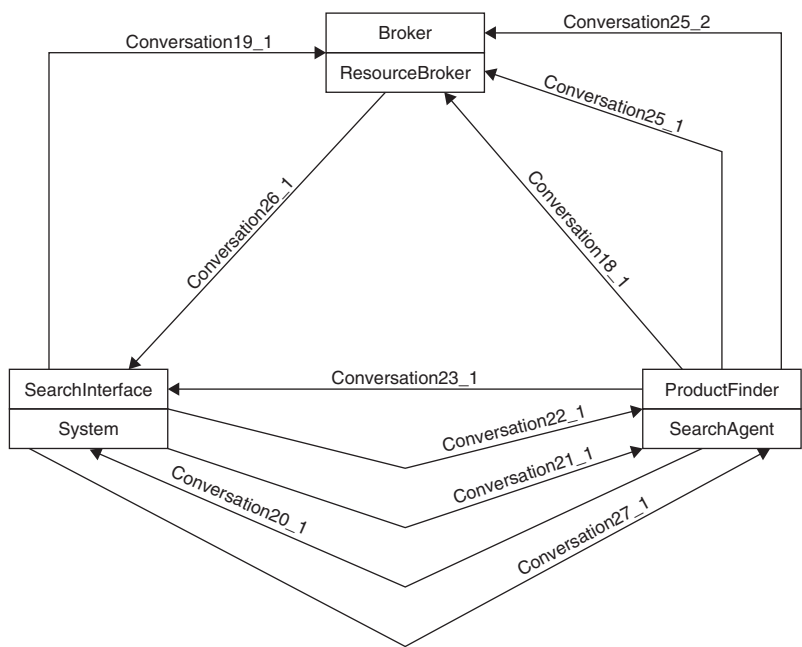 Conversation25_2
Broker
Conversation19_1
ResourceBroker
Conversation25_1
Conversation26_1
Conversation18_1
Conversation23_1
SearchInterface
ProductFinder
System
SearchAgent
Conversation22_1
Conversation21_1
Conversation20_1
Conversation27_1